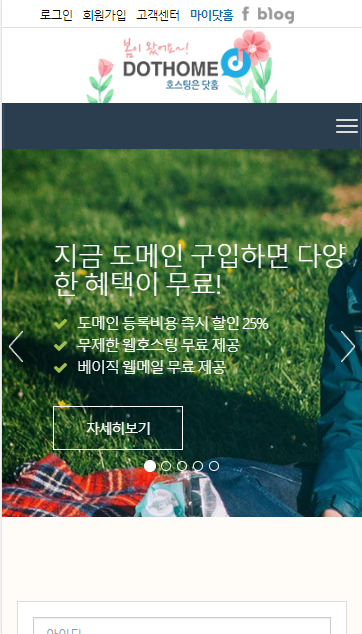 로그인 회원가입 고객센터 마이닷홈 f blog
봄이 왔어요~!
DOTHOME d
호스팅은 닷홈
지금 도메인 구입하면 다양
한 혜택이 무료!
도메인 등록비용 즉시 할인 25%
무제한 웹호스팅 무료 제공
베이직 웹메일 무료 제공
자세히보기
아이디